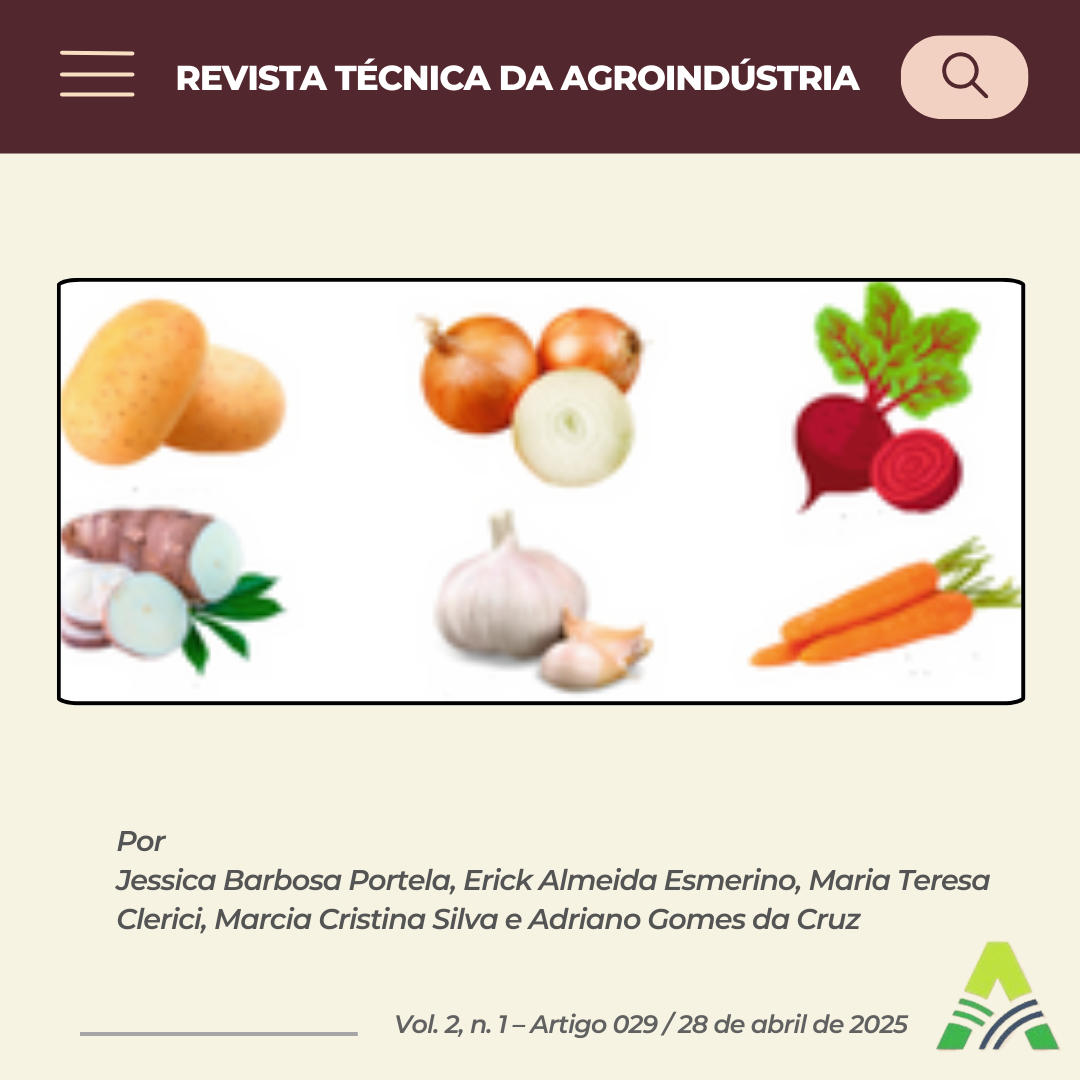 REVISTA TÉCNICA DA AGROINDÚSTRIA
Por
Jessica Barbosa Portela, Erick Almeida Esmerino, Maria Teresa
Clerici, Marcia Cristina Silva e Adriano Gomes da Cruz
Vol. 2, n. 1 – Artigo 029 / 28 de abril de 2025